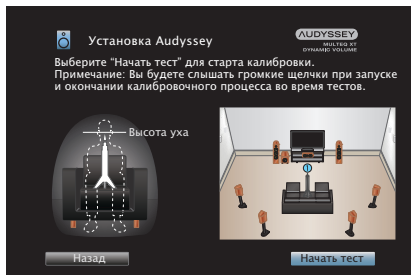 Установка Audyssey
AUDYSSEY
MULTEQ XT
DYNAMIC VOLUME
Выберите “Начать тест” для старта калибровки.
Примечание: Вы будете слышать громкие щелчки при запуске
и окончании калибровочного процесса во время тестов.
Высота уха
Назад
Начать тест